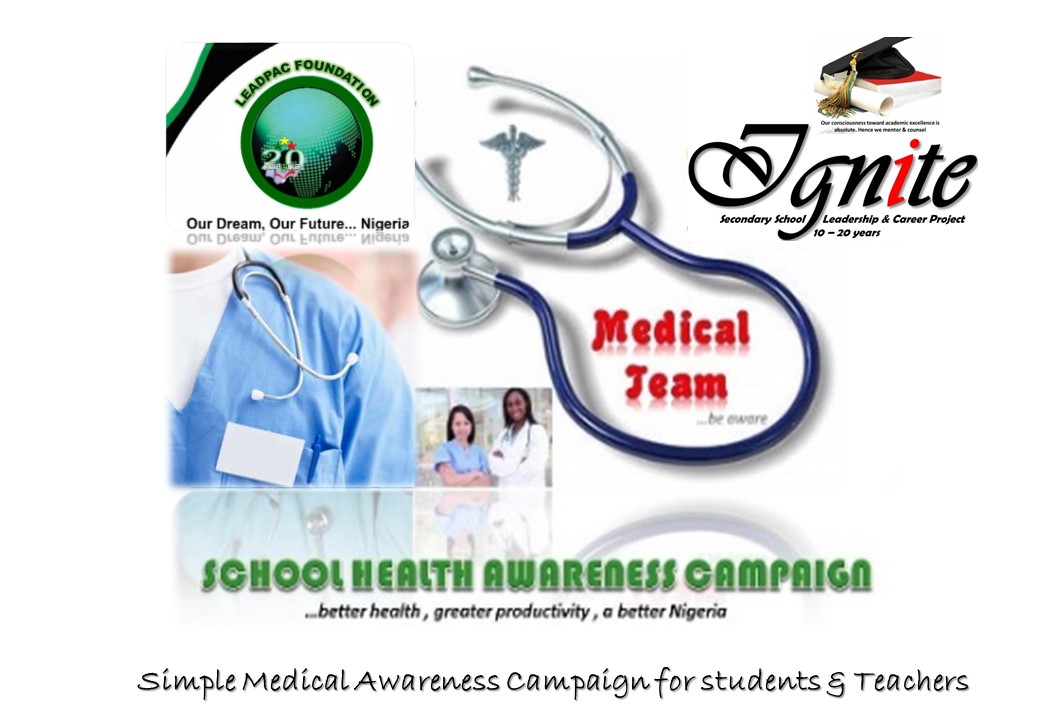 LEADPAC FOUNDATION
20
Our Dream, Our Future... Nigeria
Our consciousness toward academic excellence is
absolute. Hence we mentor & counsel
Ignite
Secondary School Leadership & Career Project
10 – 20 years
Medical
Team
...be aware
SCHOOL HEALTH AWARENESS CAMPAIGN
...better health , greater productivity , a better Nigeria
Simple Medical Awareness Campaign for students & Teachers